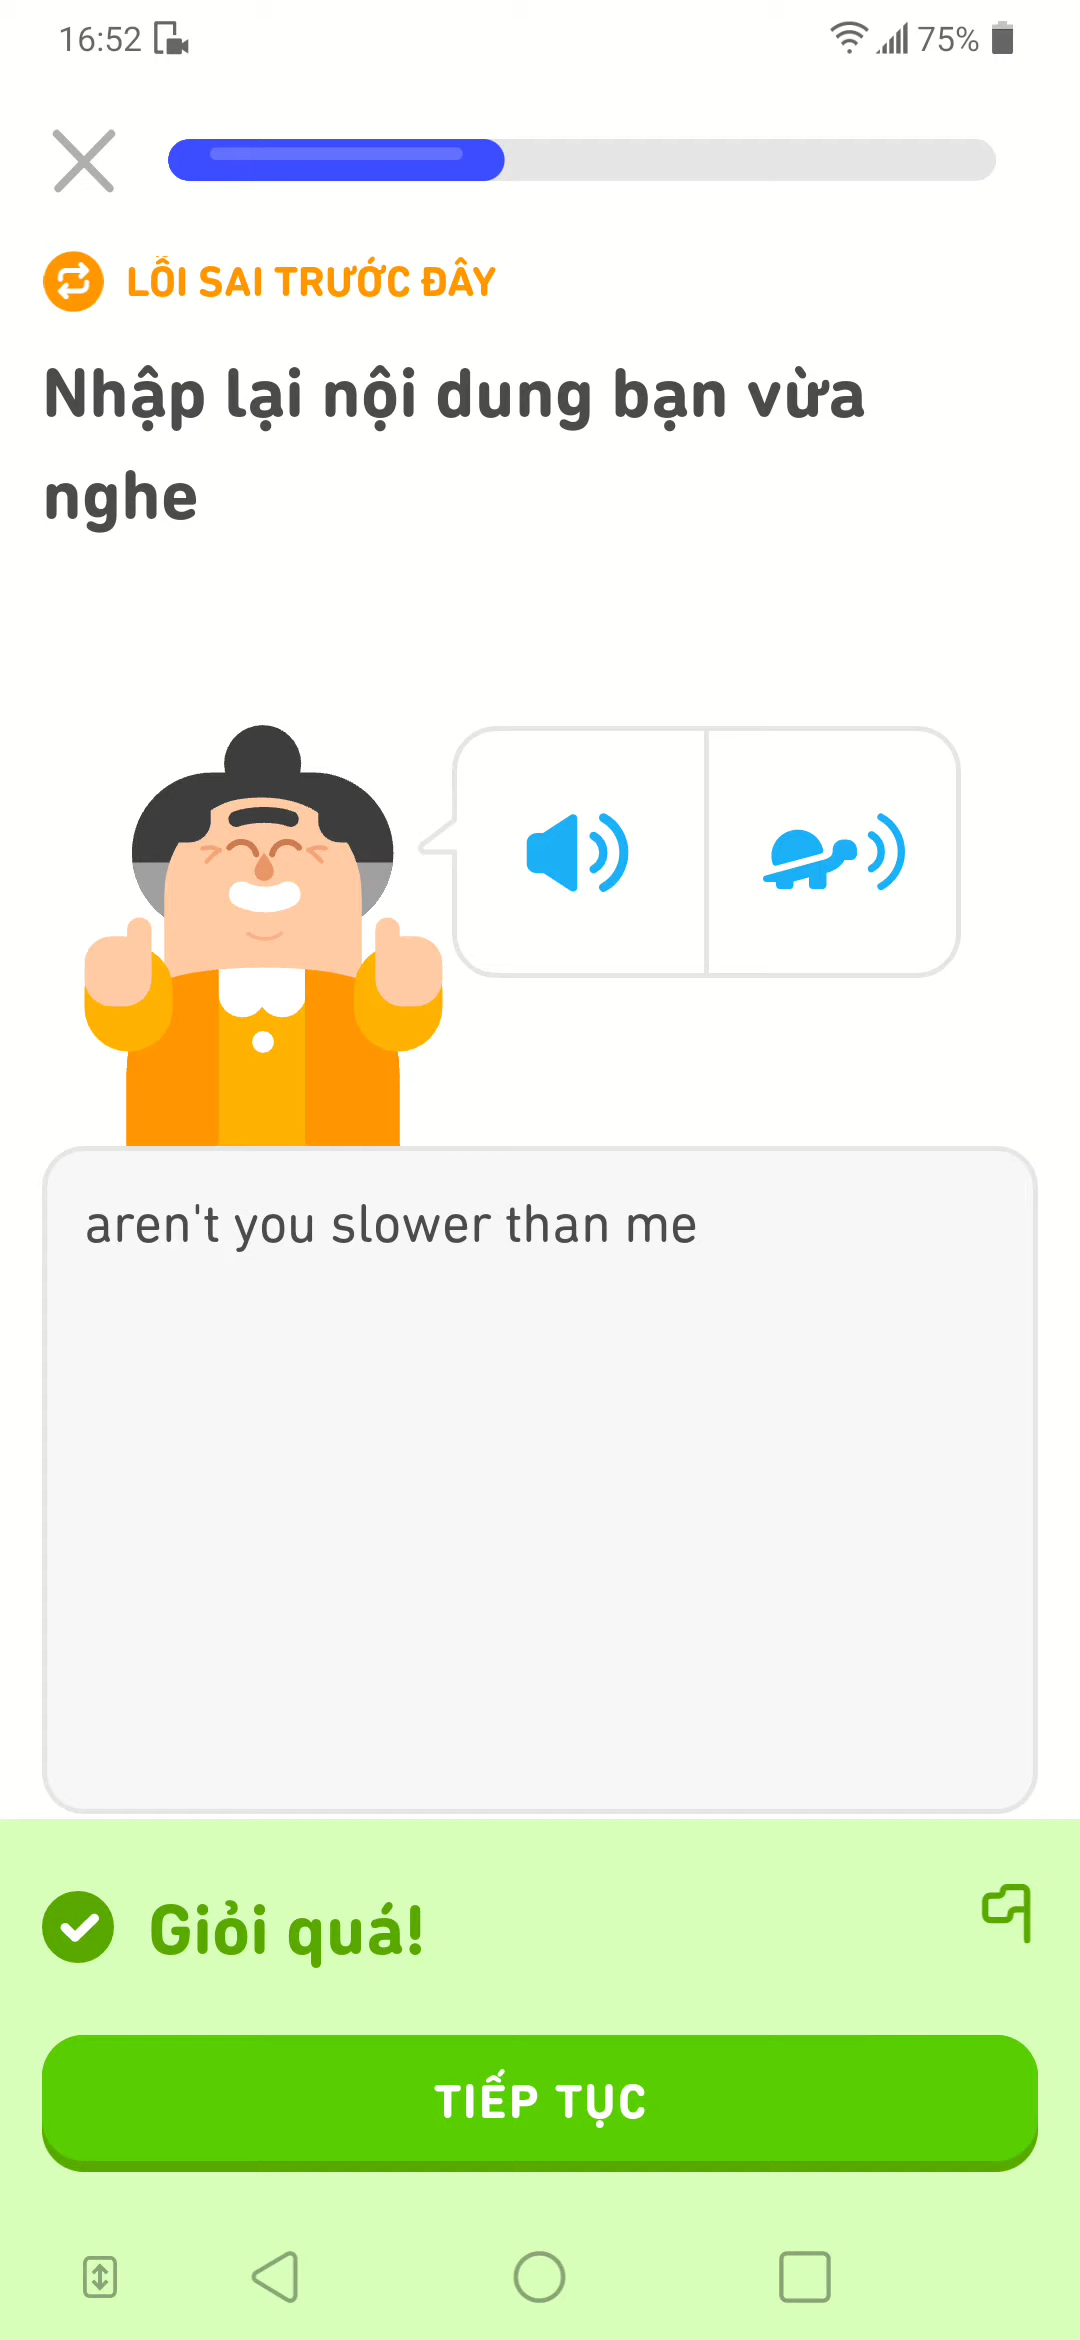 16:52
75%
LỖI SAI TRƯỚC ĐÂY
Nhập lại nội dung bạn vừa
nghe
aren't you slower than me
Giỏi quá!
TIẾP TỤC